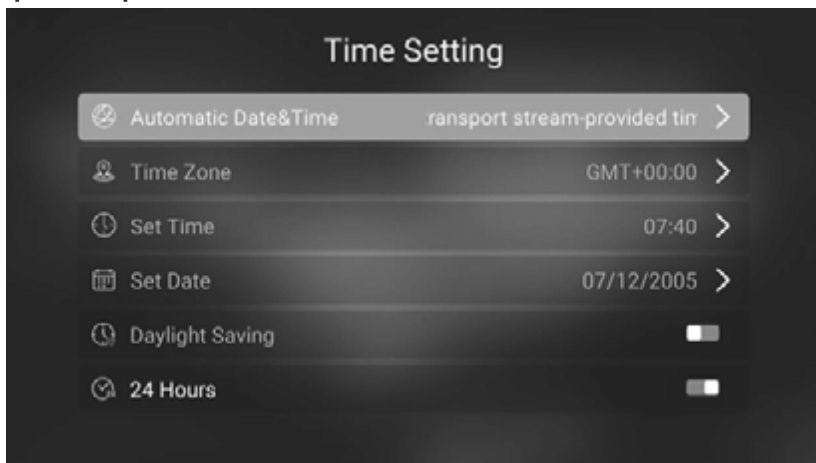 Time Setting
Automatic Date&Time ransport stream-provided tim
Time Zone GMT+00:00
Set Time 07:40
Set Date 07/12/2005
Daylight Saving
24 Hours